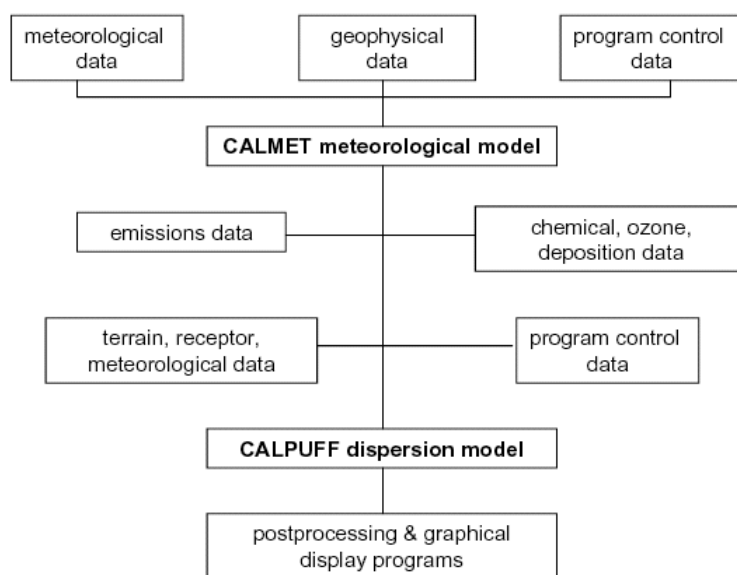 meteorological
data
geophysical
data
program control
data
CALMET meteorological model
emissions data
chemical, ozone,
deposition data
terrain, receptor,
meteorological data
program control
data
CALPUFF dispersion model
postprocessing & graphical
display programs